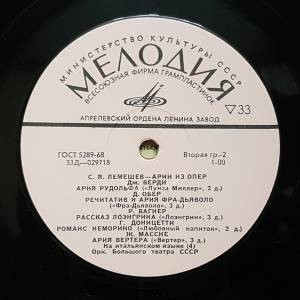 МИНИСТЕРСТВО КУЛЬТУРЫ СССР
МЕЛОДИЯ
ВСЕСОЮЗНАЯ ФИРМА ГРАМПЛАСТИНОК
33
АПРЕЛЕВСКИЙ ОРДЕНА ЛЕНИНА ЗАВОД
ГОСТ 5289-68
Вторая гр.-2
33Д—029718
1-00
С. Я. ЛЕМЕШЕВ—АРИИ ИЗ ОПЕР
Дж. ВЕРДИ
АРИЯ РУДОЛЬФА («Луиза Миллер», 2 д.)
Д. ОБЕР
РЕЧИТАТИВ И АРИЯ ФРА-ДЬЯВОЛО
(«Фра-Дьяволо», 3 д.)
Р. ВАГНЕР
РАССКАЗ ЛОЭНГРИНА («Лоэнгрин», 3 д.)
Г. ДОНИЦЕТТИ
РОМАНС НЕМОРИНО («Любовный напиток», 2 д.)
Ж. МАССНЕ
АРИЯ ВЕРТЕРА («Вертер», 3 д.)
На итальянском языке (4)
Орк. Большого театра СССР